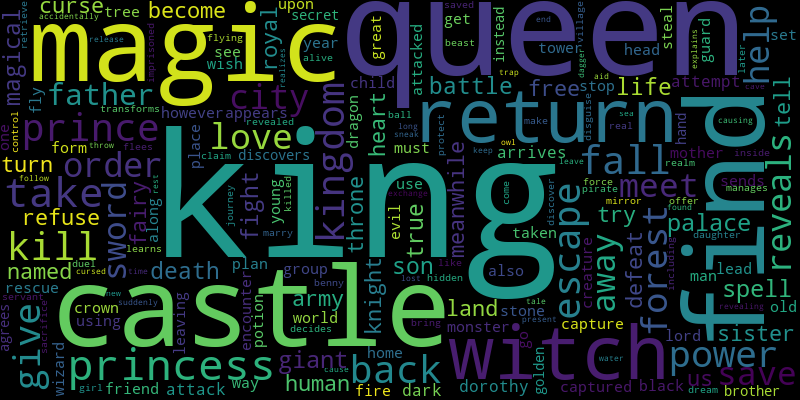 king
queen
magic
castle
find
witch
return
princess
prince
kingdom
city
love
father
curse
become
battle
free
life
help
take
order
kill
give
back
escape
fall
meet
forest
power
save
reveals
away
palace
spell
sister
land
army
giant
human
sword
fairy
fight
throne
heart
true
knight
son
death
turn
refuse
named
magical
royal
rescue
crown
using
wizard
friend
attack
way
fire
dark
home
world
group
plan
potion
encounter
leaving
along
form
place
discovers
however
appears
tree
upon
secret
see
year
wish
fly
dragon
child
great
attacked
get
instead
tower
head
steal
guard
set
stop
attempt
tell
must
use
evil
young
meanwhile
also
taken
arrives
try
mother
sends
realm
creature
defeat
man
lead
lord
old
spell
stone
monster
capture
captured
black
us
brother
dorothy
golden
go
come
agrees
servant
sacrifice
girl
duel
cursed
new
suddenly
time
learns
transforms
follow
throw
flees
claim
rest
journey
marry
killed
revealed
ball
alive
realizes
flying
imprisoned
release
retrieve
accidentally
control
one
saved
beast
end
village
dagger
trap
aid
explains
later
cave
causing
inside
manages
hand
real
disguise
sea
make
protect
long
sneak
owl
keep
leave
discover
force
pirate
mirror
offer
found
daughter
including
revealing
exchange
like
lost
hidden
benny
decides
cause
bring
tale
present
water
dream